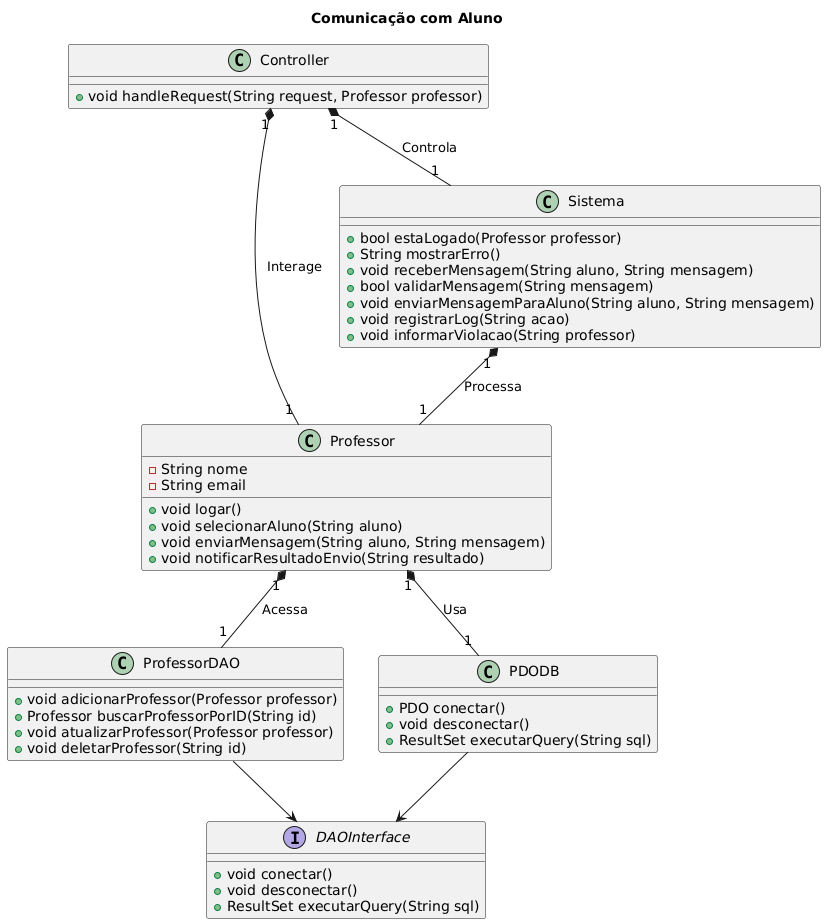 Comunicação com Aluno
C Controller
void handleRequest(String request, Professor professor)
1
1
Controla
1
C Sistema
bool estaLogado(Professor professor)
String mostrarErro()
void receberMensagem(String aluno, String mensagem)
bool validarMensagem(String mensagem)
void enviarMensagemParaAluno(String aluno, String mensagem)
void registrarLog(String acao)
void informarViolacao(String professor)
Interage
1
Processa
1
1
C Professor
String nome
String email
void logar()
void selecionarAluno(String aluno)
void enviarMensagem(String aluno, String mensagem)
void notificarResultadoEnvio(String resultado)
1
1
Acessa
Usa
1
1
C ProfessorDAO
void adicionarProfessor(Professor professor)
Professor buscarProfessorPorID(String id)
void atualizarProfessor(Professor professor)
void deletarProfessor(String id)
C PDODB
PDO conectar()
void desconectar()
ResultSet executarQuery(String sql)
I DAOInterface
void conectar()
void desconectar()
ResultSet executarQuery(String sql)